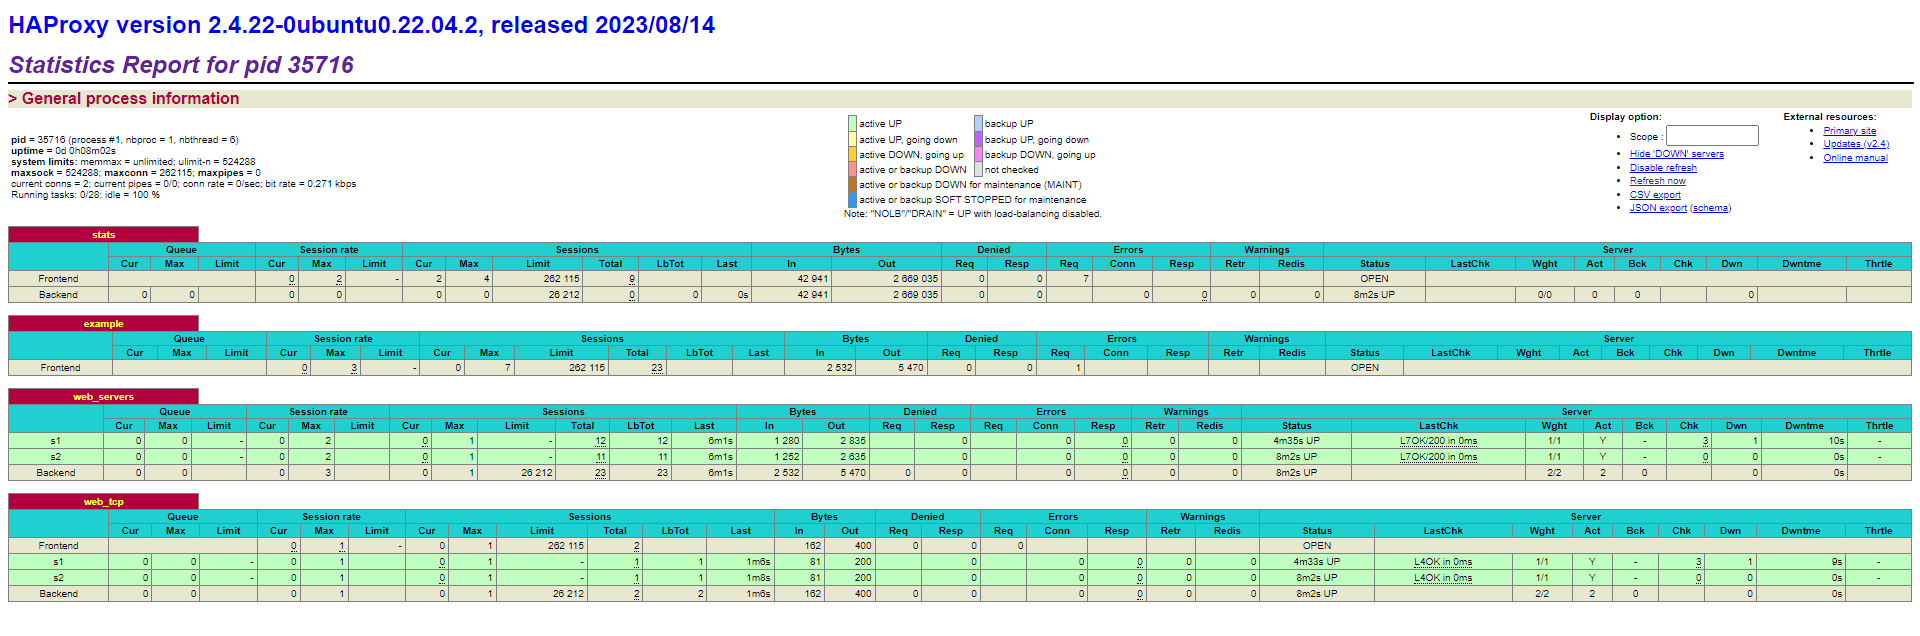 HAProxy version 2.4.22-0ubuntu0.22.04.2, released 2023/08/14
Statistics Report for pid 35716
> General process information
pid = 35716 (process #1, nbproc = 1, nbthread = 6)
uptime = 0d 0h08m02s
system limits: memmax = unlimited; ulimit-n = 524288
maxsock = 524288; maxconn = 262115; maxpipes = 0
current conns = 2; current pipes = 0/0; conn rate = 0/sec; bit rate = 0.271 kbps
Running tasks: 0/28; idle = 100 %
active UP backup UP
active UP, going down backup UP, going down
active DOWN, going up backup DOWN, going up
active or backup DOWN not checked
active or backup DOWN for maintenance (MAINT)
active or backup SOFT STOPPED for maintenance
Note: "NOLB"/"DRAIN" = UP with load-balancing disabled.
Display option:
• Scope :
• Hide 'DOWN' servers
• Disable refresh
• Refresh now
• CSV export
• JSON export (schema)
External resources:
• Primary site
• Updates (v2.4)
• Online manual
stats
Queue Session rate Sessions Bytes Denied Errors Warnings Server
Cur Max Limit Cur Max Limit Cur Max Limit Total LbTot Last In Out Req Resp Req Conn Resp Retr Redis Status LastChk Wght Act Bck Chk Dwn Dwntme Thrtle
Frontend 0 2 - 2 4 262 115 9 42 941 2 669 035 0 0 7 OPEN
Backend 0 0 0 0 0 0 26 212 0 0 0s 42 941 2 669 035 0 0 0 0 0 0 8m2s UP 0/0 0 0 0
example
Queue Session rate Sessions Bytes Denied Errors Warnings Server
Cur Max Limit Cur Max Limit Cur Max Limit Total LbTot Last In Out Req Resp Req Conn Resp Retr Redis Status LastChk Wght Act Bck Chk Dwn Dwntme Thrtle
Frontend 0 3 - 0 7 262 115 23 2 532 5 470 0 0 1 OPEN
web_servers
Queue Session rate Sessions Bytes Denied Errors Warnings Server
Cur Max Limit Cur Max Limit Cur Max Limit Total LbTot Last In Out Req Resp Req Conn Resp Retr Redis Status LastChk Wght Act Bck Chk Dwn Dwntme Thrtle
s1 0 0 - 0 2 0 1 - 12 12 6m1s 1 280 2 835 0 0 0 0 0 4m35s UP L7OK/200 in 0ms 1/1 Y - 3 1 10s -
s2 0 0 - 0 2 0 1 - 11 11 6m1s 1 252 2 635 0 0 0 0 0 8m2s UP L7OK/200 in 0ms 1/1 Y - 0 0 0s -
Backend 0 0 0 3 0 1 26 212 23 23 6m1s 2 532 5 470 0 0 0 0 0 0 8m2s UP 2/2 2 0 0 0s
web_tcp
Queue Session rate Sessions Bytes Denied Errors Warnings Server
Cur Max Limit Cur Max Limit Cur Max Limit Total LbTot Last In Out Req Resp Req Conn Resp Retr Redis Status LastChk Wght Act Bck Chk Dwn Dwntme Thrtle
Frontend 0 1 - 0 1 262 115 2 162 400 0 0 0 OPEN
s1 0 0 - 0 1 0 1 - 1 1 1m6s 81 200 0 0 0 0 0 4m33s UP L4OK in 0ms 1/1 Y - 3 1 9s -
s2 0 0 - 0 1 0 1 - 1 1 1m8s 81 200 0 0 0 0 0 8m2s UP L4OK in 0ms 1/1 Y - 0 0 0s -
Backend 0 0 0 1 0 1 26 212 2 2 1m6s 162 400 0 0 0 0 0 0 8m2s UP 2/2 2 0 0 0s